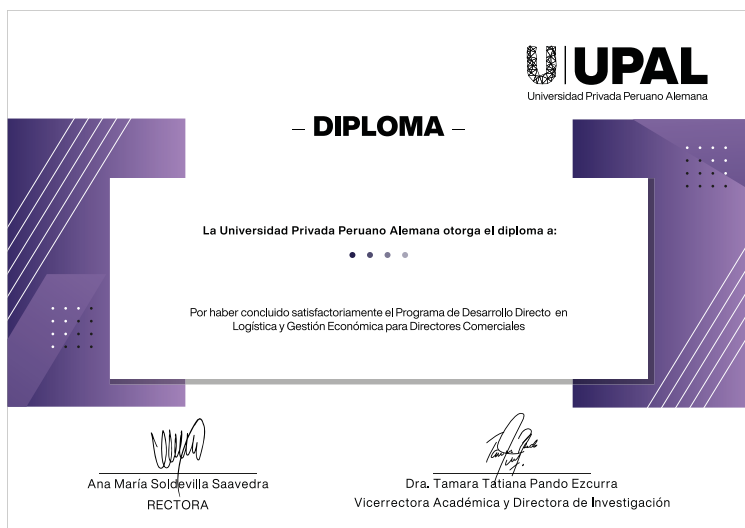 UPAL
Universidad Privada Peruano Alemana
– DIPLOMA –
La Universidad Privada Peruano Alemana otorga el diploma a:
Por haber concluido satisfactoriamente el Programa de Desarrollo Directo en
Logística y Gestión Económica para Directores Comerciales
Ana María Soldevilla Saavedra
RECTORA
Dra. Tamara Tatiana Pando Ezcurra
Vicerrectora Académica y Directora de Investigación